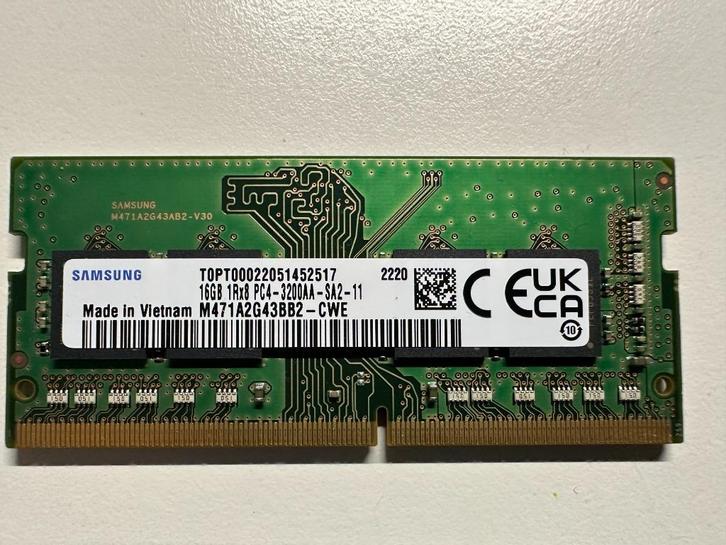 SAMSUNG
M471A2G43AB2-V30
SAMSUNG
T0PT00022051452517 2220
16GB 1Rx8 PC4-3200AA-SA2-11
Made in Vietnam M471A2G43BB2-CWE
CE UK CA
10